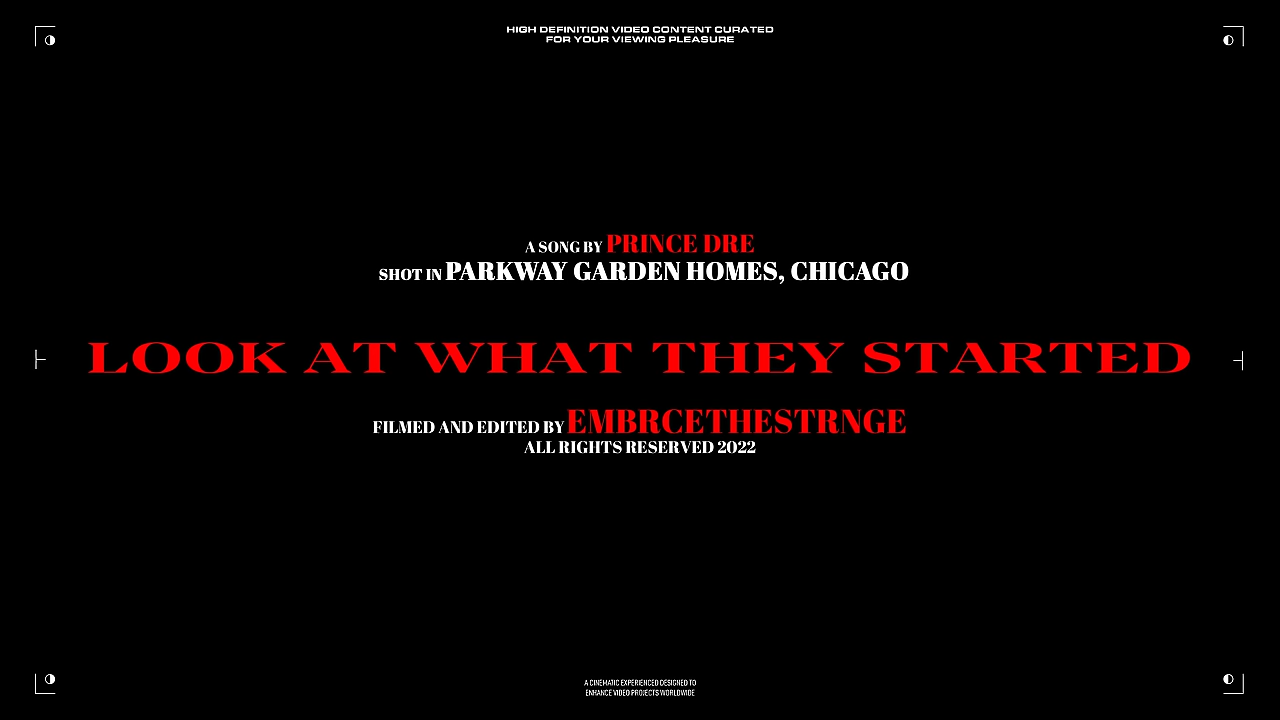 HIGH DEFINITION VIDEO CONTENT CURATED
FOR YOUR VIEWING PLEASURE
A SONG BY PRINCE DRE
SHOT IN PARKWAY GARDEN HOMES, CHICAGO
LOOK AT WHAT THEY STARTED
FILMED AND EDITED BY EMBRCETHESTRNGE
ALL RIGHTS RESERVED 2022
A CINEMATIC EXPERIENCED DESIGNED TO
ENHANCE VIDEO PROJECTS WORLDWIDE